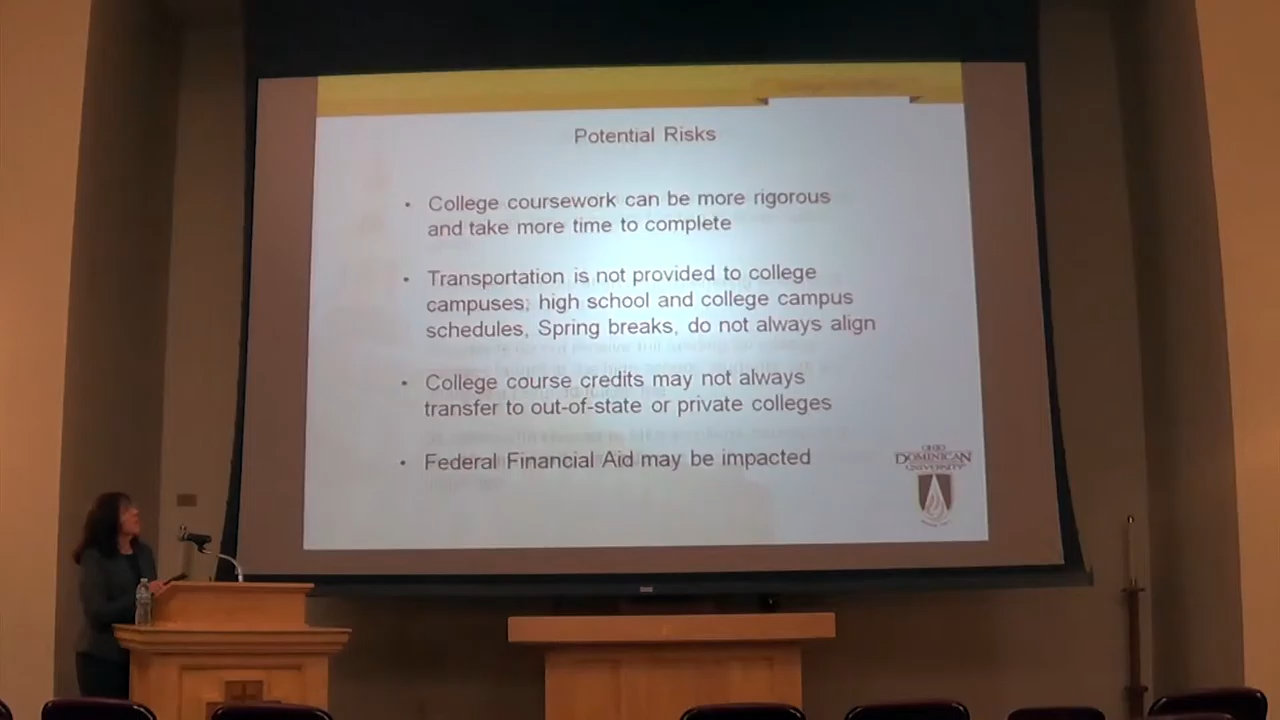 Potential Risks
• College coursework can be more rigorous
and take more time to complete
• Transportation is not provided to college
campuses; high school and college campus
schedules, Spring breaks, do not always align
• College course credits may not always
transfer to out-of-state or private colleges
• Federal Financial Aid may be impacted
OHIO
DOMINICAN
UNIVERSITY